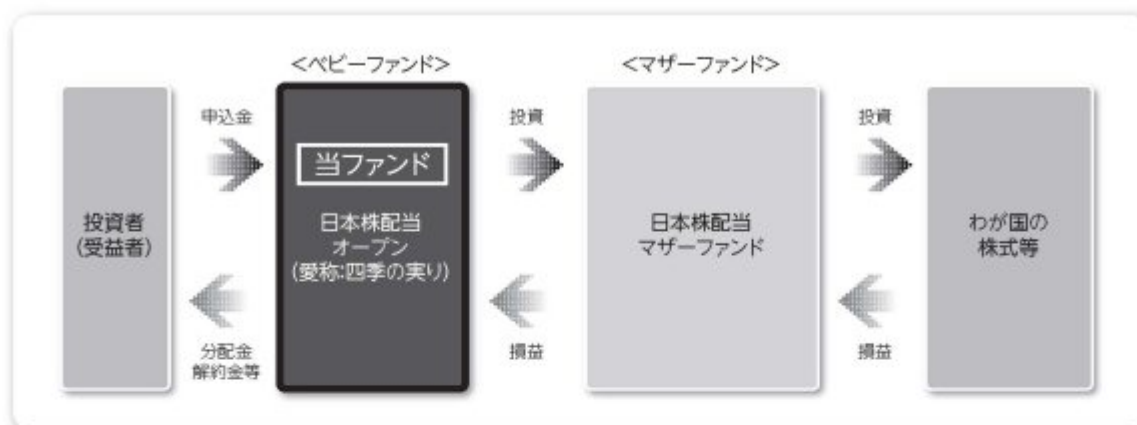 <ベビーファンド>
<マザーファンド>
投資者
(受益者)
申込金
分配金
解約金等
当ファンド
日本株配当
オープン
(愛称:四季の実り)
投資
損益
日本株配当
マザーファンド
投資
損益
わが国の
株式等